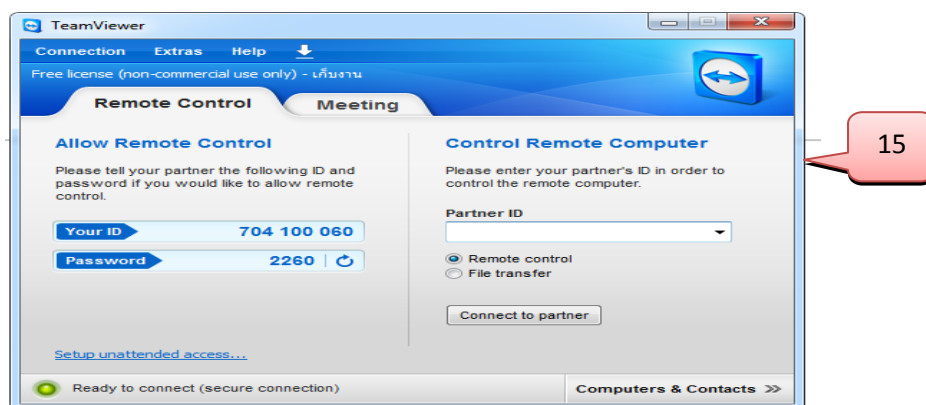 TeamViewer
Connection Extras Help
Free license (non-commercial use only) - เก็บงาน
Remote Control Meeting
Allow Remote Control
Please tell your partner the following ID and
password if you would like to allow remote
control.
Your ID 704 100 060
Password 2260
Setup unattended access...
Control Remote Computer
Please enter your partner's ID in order to
control the remote computer.
Partner ID
Remote control
File transfer
Connect to partner
Ready to connect (secure connection)
Computers & Contacts >>
15